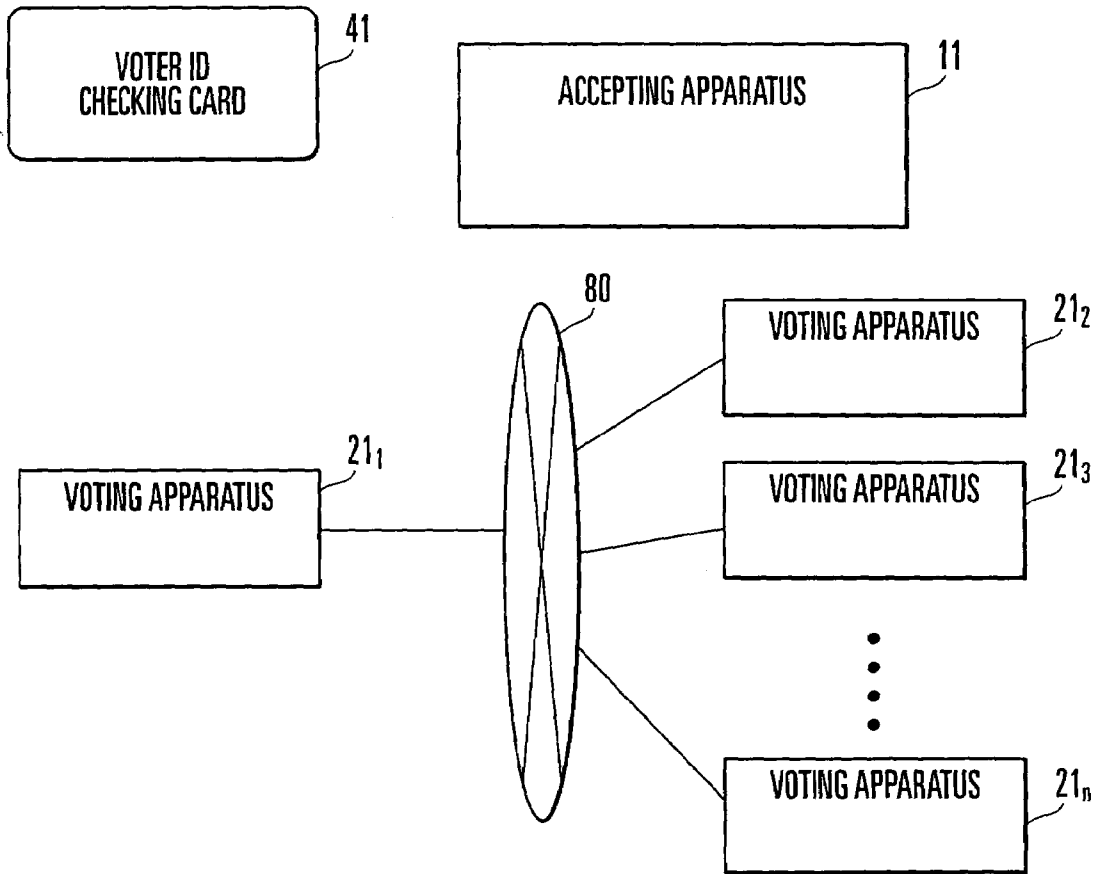 VOTER ID
CHECKING CARD
41
ACCEPTING APPARATUS
11
80
VOTING APPARATUS
21₂
VOTING APPARATUS
21₁
VOTING APPARATUS
21₃
VOTING APPARATUS
21ₙ